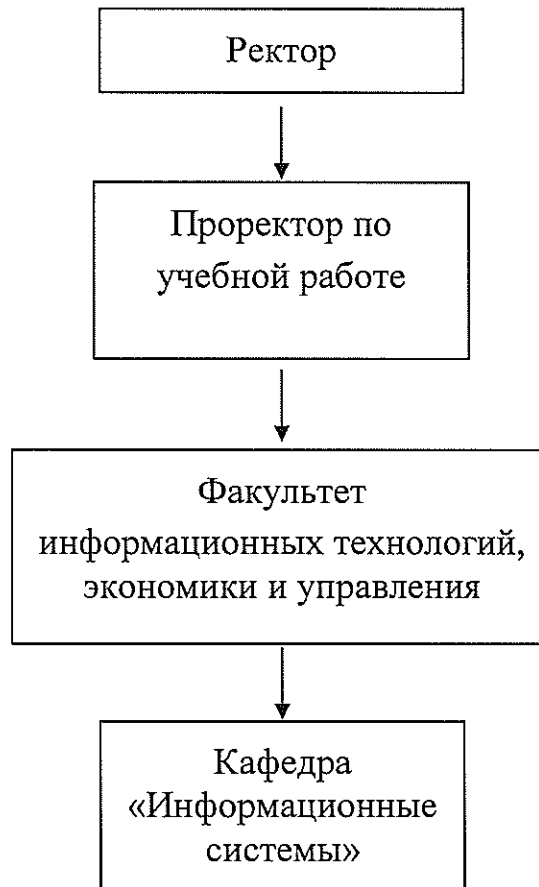 Ректор
Проректор по
учебной работе
Факультет
информационных технологий,
экономики и управления
Кафедра
«Информационные
системы»